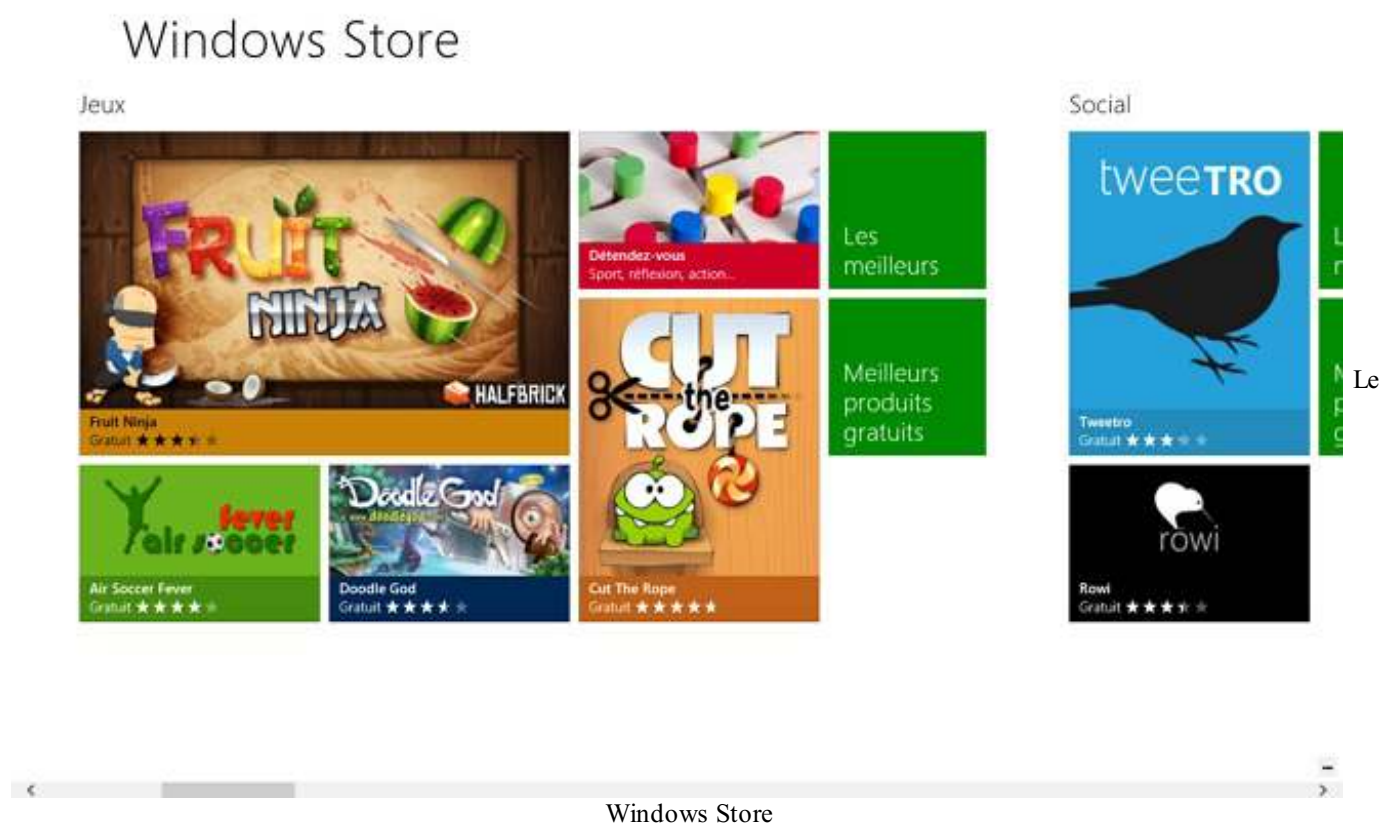 Windows Store
Jeux
FRUIT
NINJA
HALFBRICK
Fruit Ninja
Gratuit
Détendez-vous
Sport, réflexion, action...
Les
meilleurs
CUT
the
ROPE
Cut The Rope
Gratuit
Meilleurs
produits
gratuits
fever
air soccer
Air Soccer Fever
Gratuit
Doodle God
Doodle God
Gratuit
Social
tweeTRO
Tweetro
Gratuit
rowi
Rowi
Gratuit
Le
Windows Store